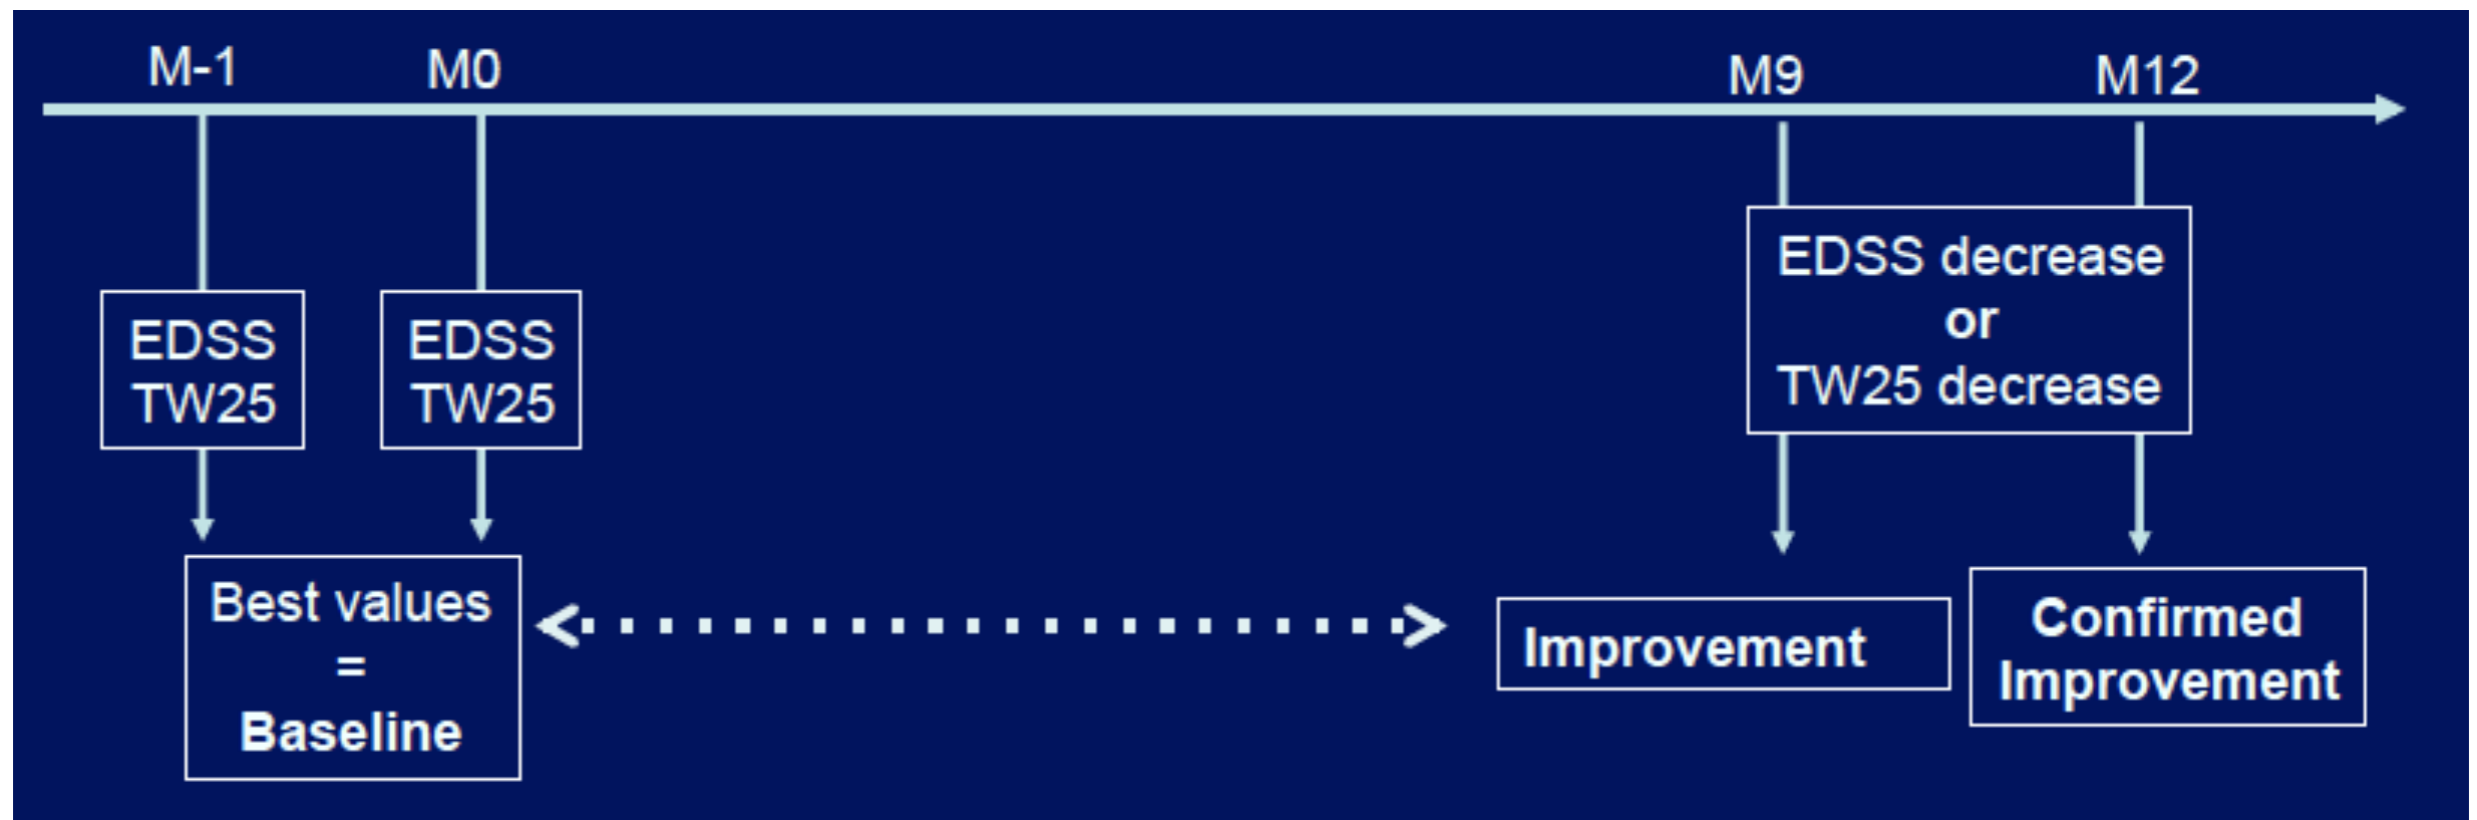 M-1
M0
M9
M12
EDSS
TW25
EDSS
TW25
EDSS decrease
or
TW25 decrease
Best values
=
Baseline
Improvement
Confirmed
Improvement